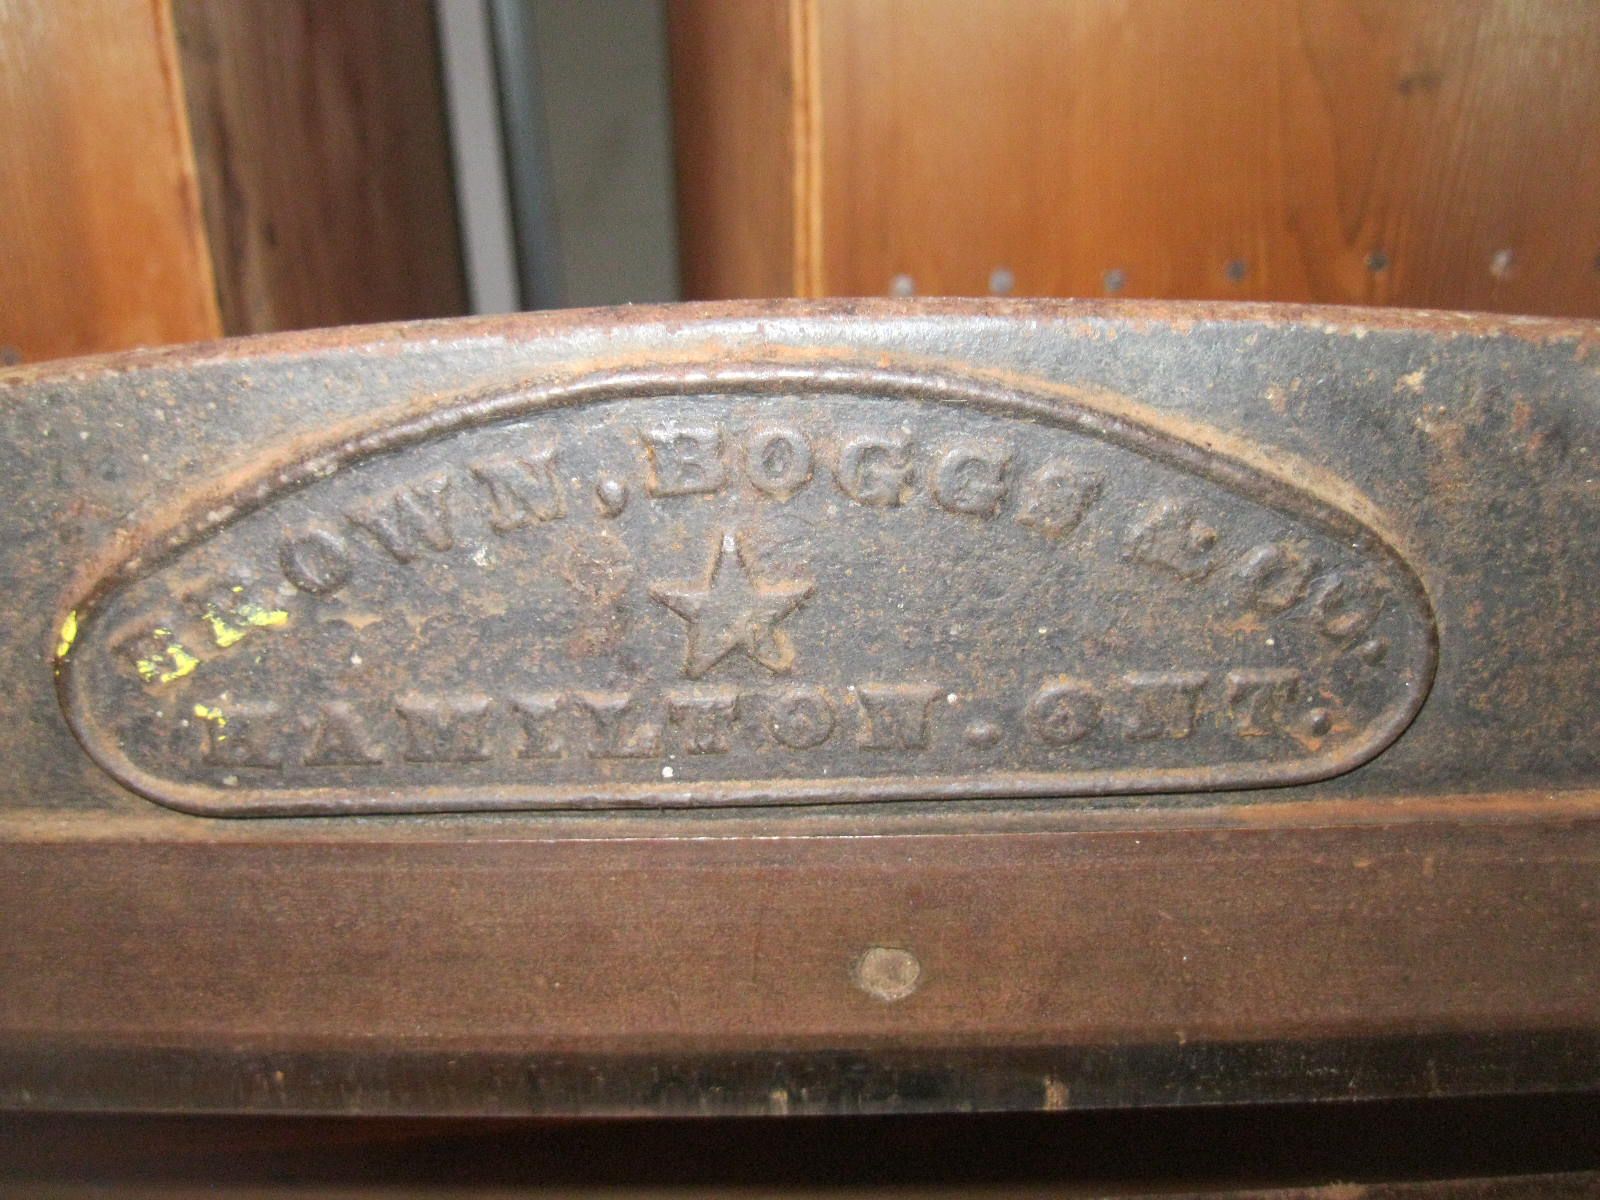 BROWN. BOGGS & CO.
HAMILTON. ONT.